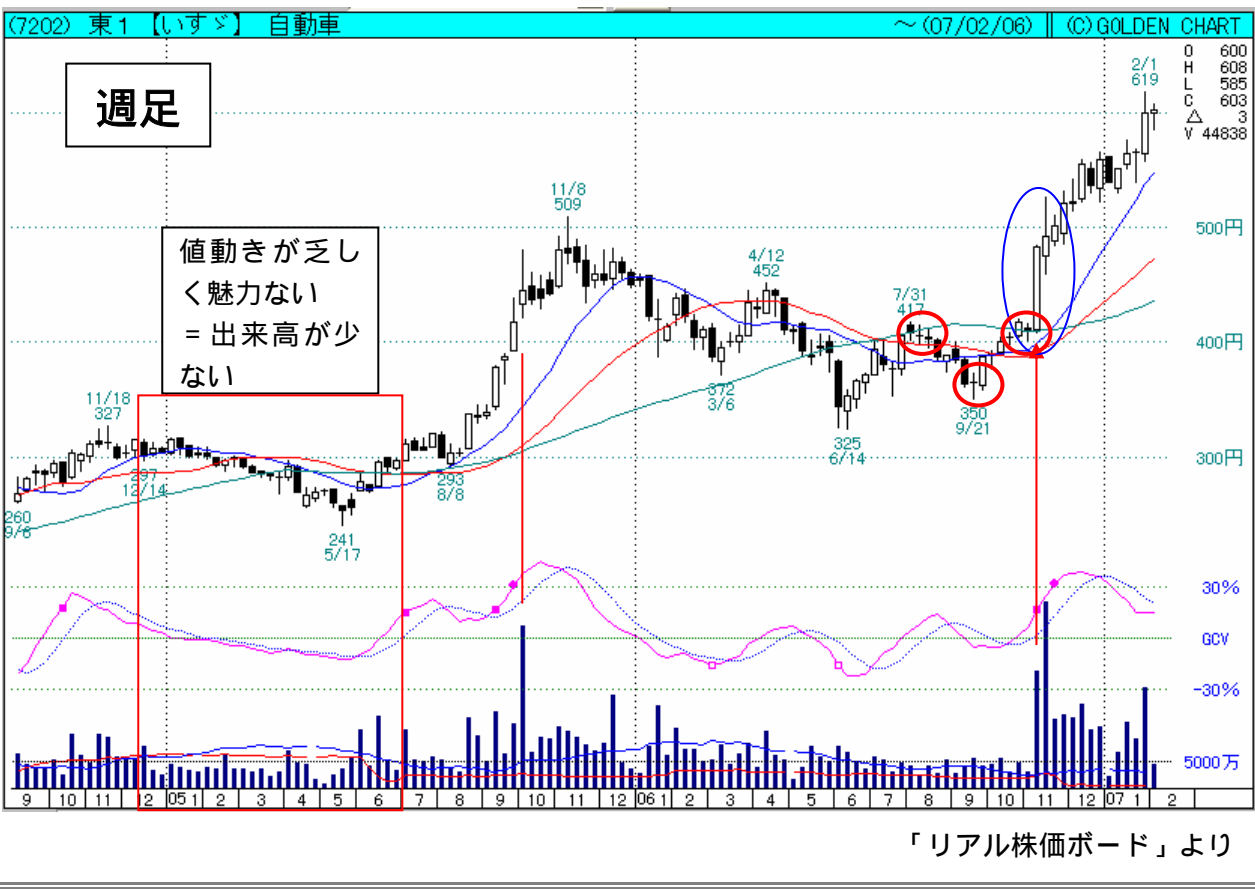 (7202) 東1 【いすゞ】 自動車 ～(07/02/06) (C)GOLDEN CHART
O 600
H 608
L 585
C 603
△ 3
V 44838
週足
2/1
619
11/8
509
500円
値動きが乏し
く魅力ない
=出来高が少
ない
4/12
452
7/31
417
400円
11/18
327
372
3/6
350
9/21
325
6/14
300円
297
12/14
293
8/8
260
9/6
241
5/17
30%
GCV
-30%
5000万
9 10 11 2 05 1 2 3 4 5 6 7 8 9 10 11 12 06 1 2 3 4 5 6 7 8 9 10 11 12 07 1 2
「リアル株価ボード」より